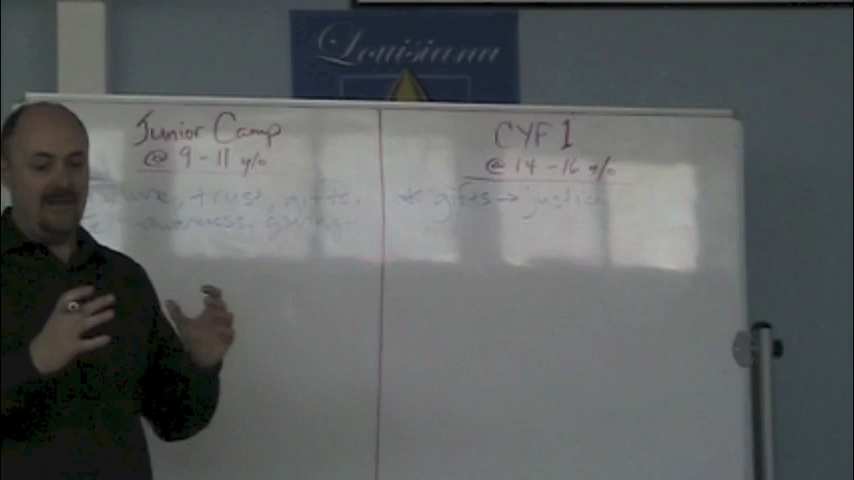 Louisiana
Junior Camp
@ 9-11 y/o
trust, gifts,
awareness, giving
CYF 1
@ 14-16 y/o
* gifts → justice